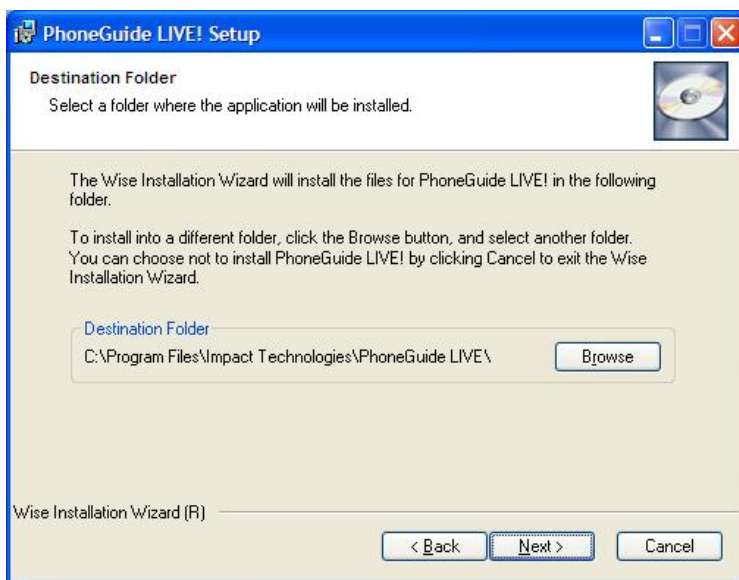 PhoneGuide LIVE! Setup
Destination Folder
Select a folder where the application will be installed.
The Wise Installation Wizard will install the files for PhoneGuide LIVE! in the following
folder.
To install into a different folder, click the Browse button, and select another folder.
You can choose not to install PhoneGuide LIVE! by clicking Cancel to exit the Wise
Installation Wizard.
Destination Folder
C:\Program Files\Impact Technologies\PhoneGuide LIVE\
Browse
Wise Installation Wizard (R)
< Back
Next >
Cancel